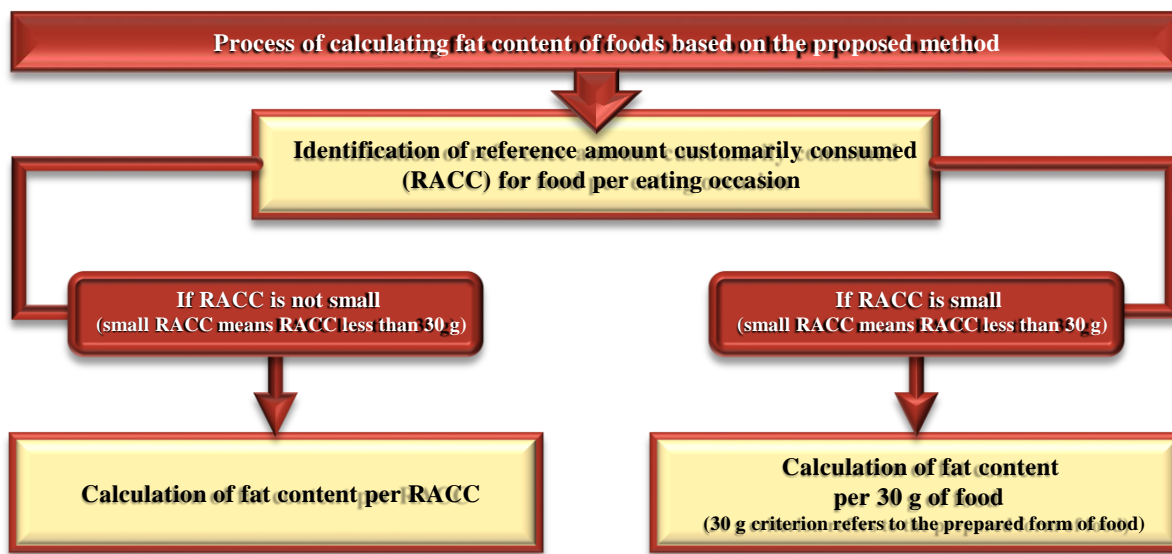 Process of calculating fat content of foods based on the proposed method
Identification of reference amount customarily consumed
(RACC) for food per eating occasion
If RACC is not small
(small RACC means RACC less than 30 g)
If RACC is small
(small RACC means RACC less than 30 g)
Calculation of fat content per RACC
Calculation of fat content
per 30 g of food
(30 g criterion refers to the prepared form of food)